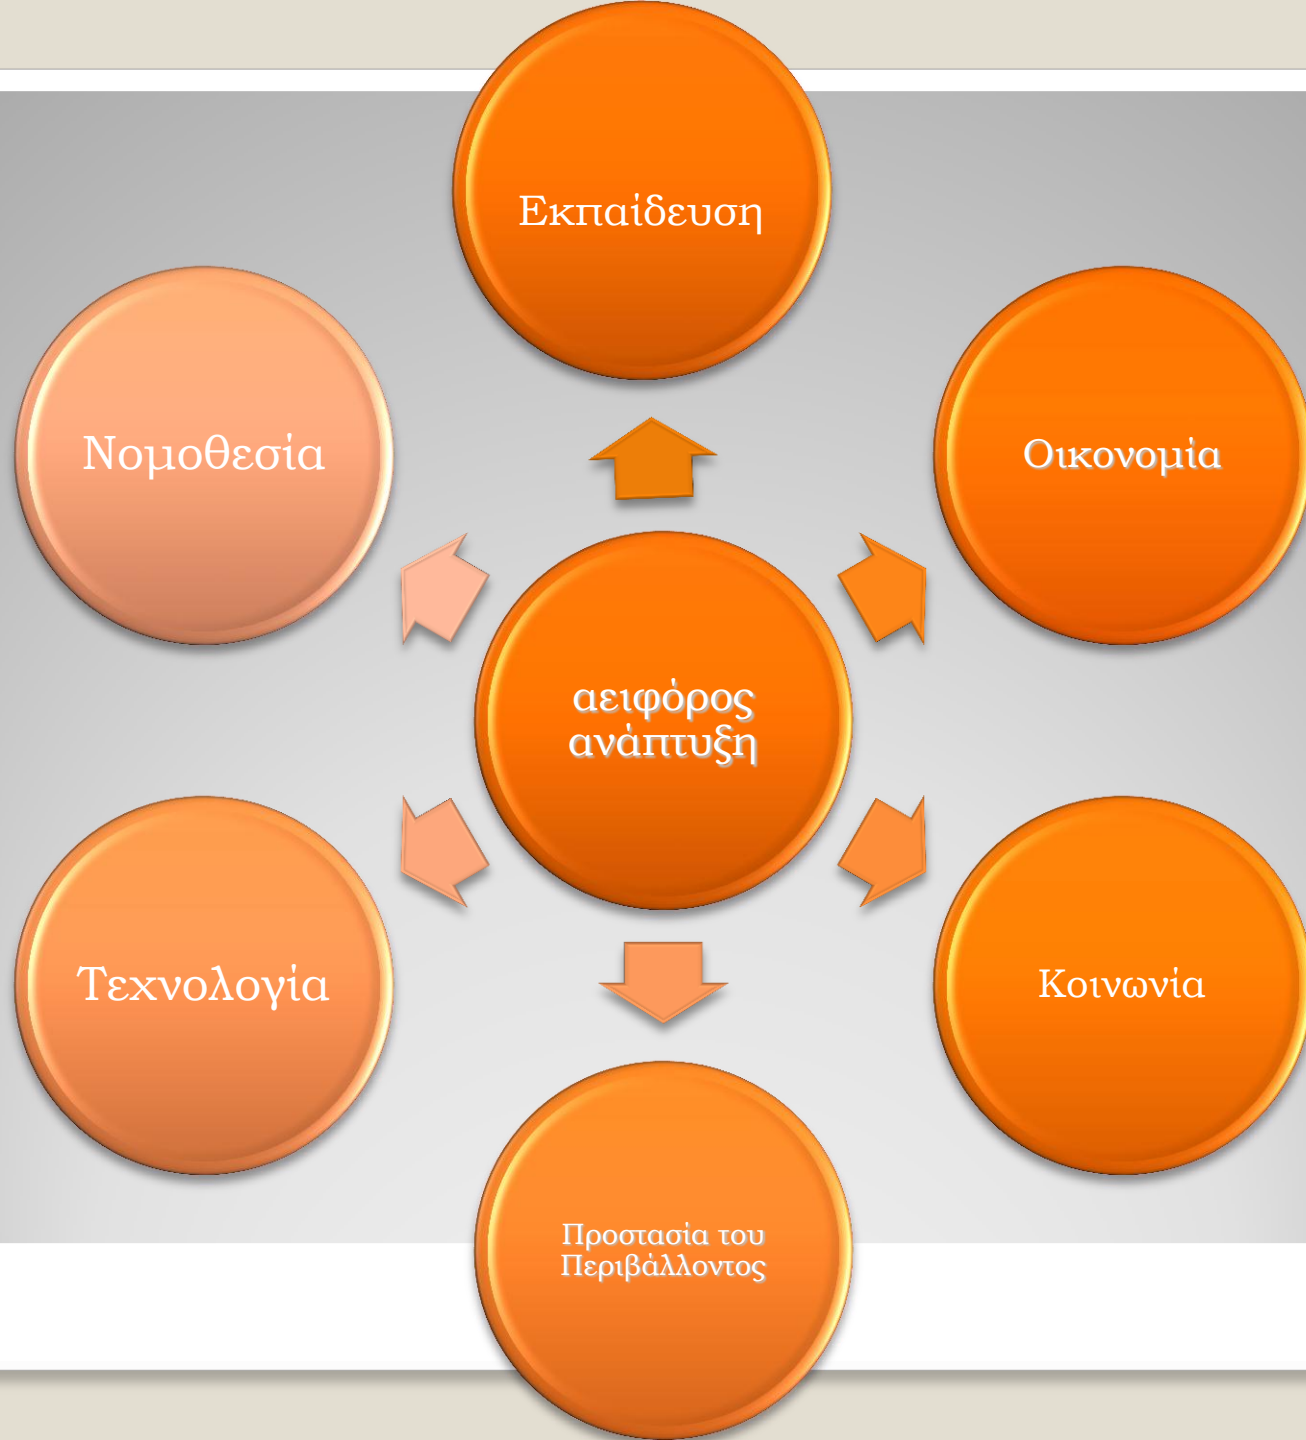 Εκπαίδευση
Νομοθεσία
Οικονομία
αειφόρος
ανάπτυξη
Τεχνολογία
Κοινωνία
Προστασία του
Περιβάλλοντος